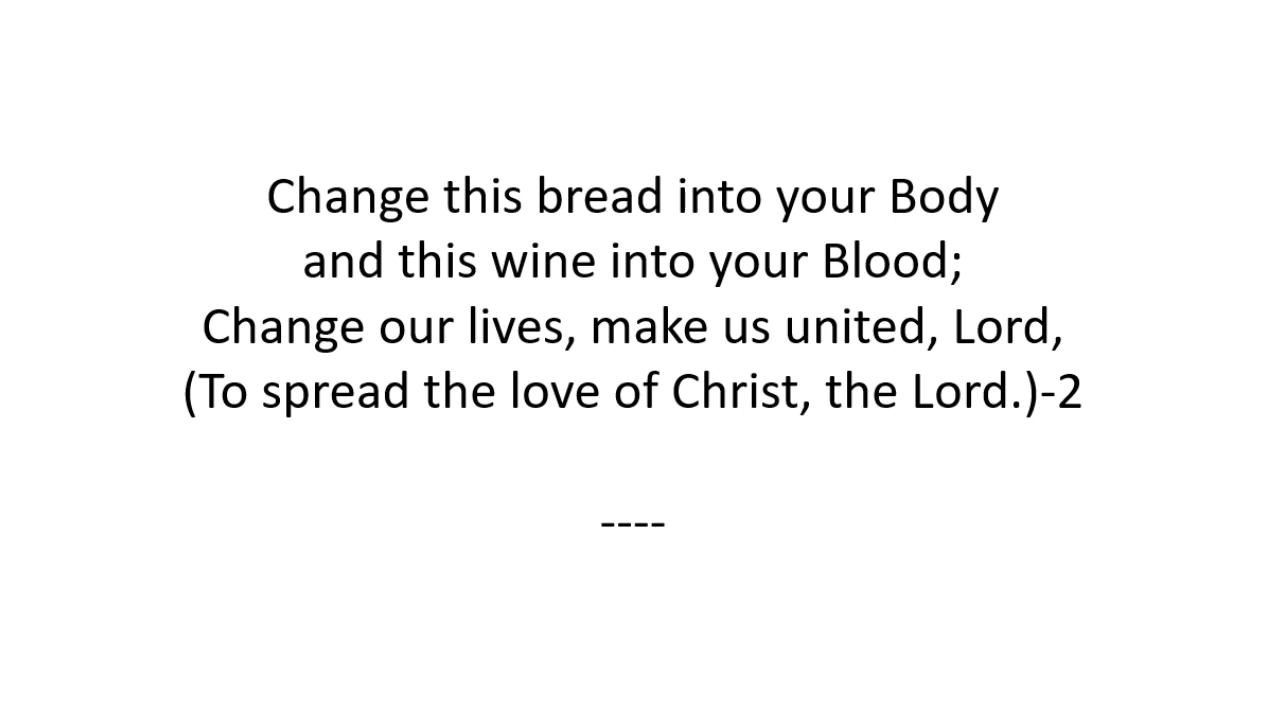 Change this bread into your Body
and this wine into your Blood;
Change our lives, make us united, Lord,
(To spread the love of Christ, the Lord.)-2
----